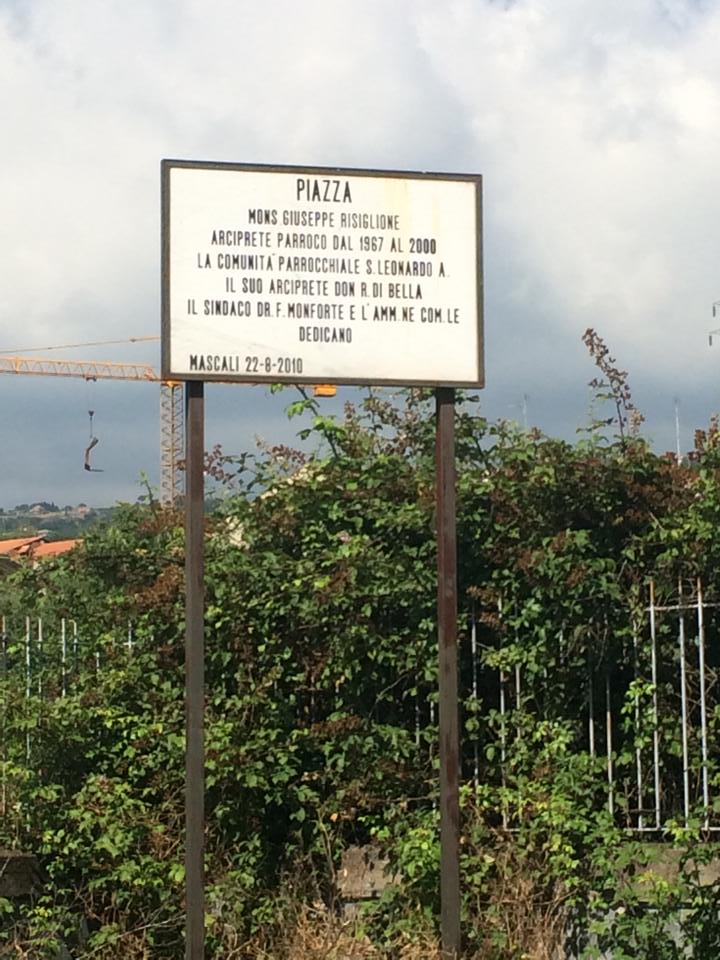 PIAZZA
MONS GIUSEPPE RISIGLIONE
ARCIPRETE PARROCO DAL 1967 AL 2000
LA COMUNITA' PARROCCHIALE S.LEONARDO A.
IL SUO ARCIPRETE DON R.DI BELLA
IL SINDACO DR.F.MONFORTE E L'AMM.NE COM.LE
DEDICANO
MASCALI 22-8-2010